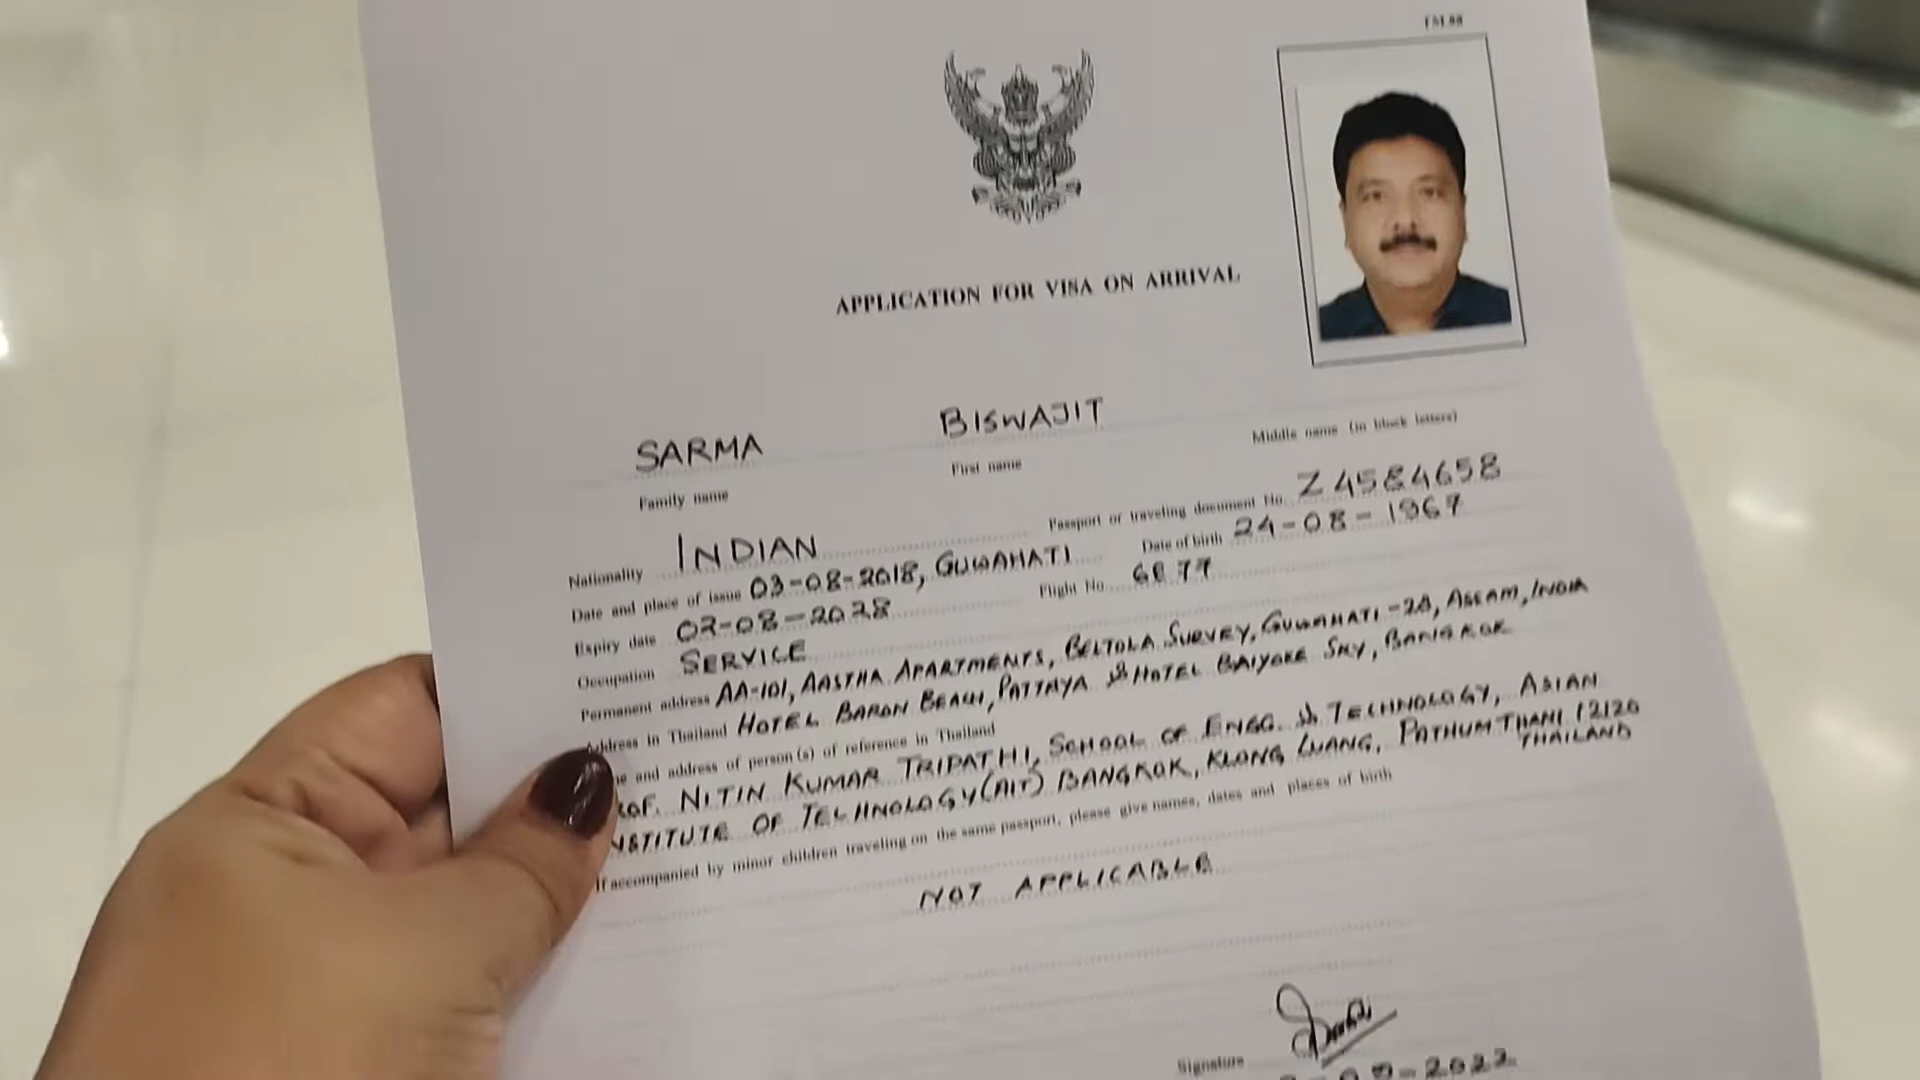 TM.88
APPLICATION FOR VISA ON ARRIVAL
SARMA BISWAJIT
Family name First name Middle name (in block letters)
Nationality INDIAN Passport or traveling document No. Z4584658
Date and place of issue 03-08-2018, GUWAHATI Date of birth 24-08-1967
Expiry date 02-08-2028 Flight No. 6E 77
Occupation SERVICE
Permanent address AA-101, AASTHA APARTMENTS, BELTOLA SURVEY, GUWAHATI-28, ASSAM, INDIA
Address in Thailand HOTEL BARON BEACH, PATTAYA & HOTEL BAIYOKE SKY, BANGKOK
and address of person(s) of reference in Thailand
NITIN KUMAR TRIPATHI, SCHOOL OF ENGG. & TECHNOLOGY, ASIAN
NSTITUTE OF TECHNOLOGY (AIT) BANGKOK, KLONG LUANG, PATHUM THANI 12120
THAILAND
If accompanied by minor children traveling on the same passport, please give names, dates and places of birth
NOT APPLICABLE
Signature
-2022